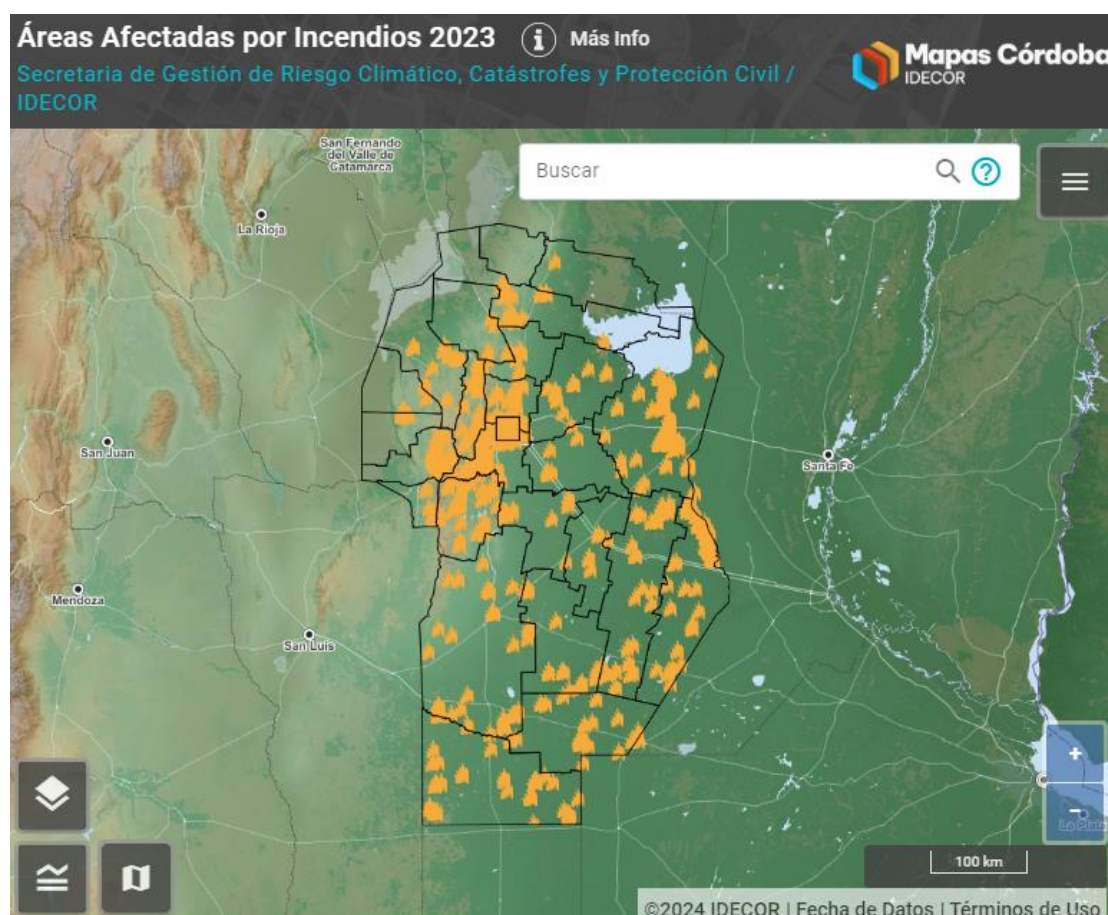 Áreas Afectadas por Incendios 2023
Más Info
Secretaria de Gestión de Riesgo Climático, Catástrofes y Protección Civil /
IDECOR
Mapas Córdoba
IDECOR
San Fernando
del Valle de
Catamarca
Buscar
La Rioja
San Juan
Santa Fe
Mendoza
San Luis
+
−
La Plata
100 km
©2024 IDECOR | Fecha de Datos | Términos de Uso